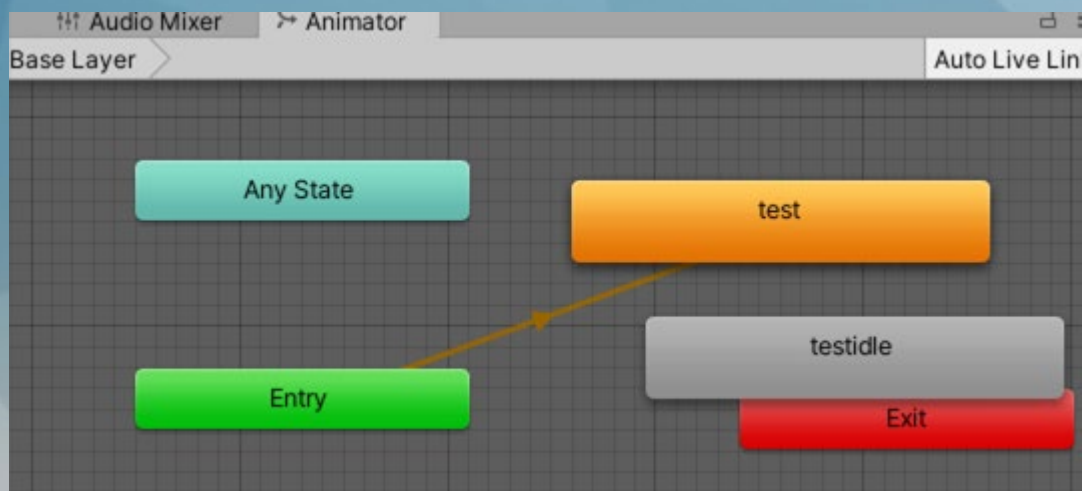 Audio Mixer
Animator
Base Layer
Auto Live Lin
Any State
test
testidle
Entry
Exit